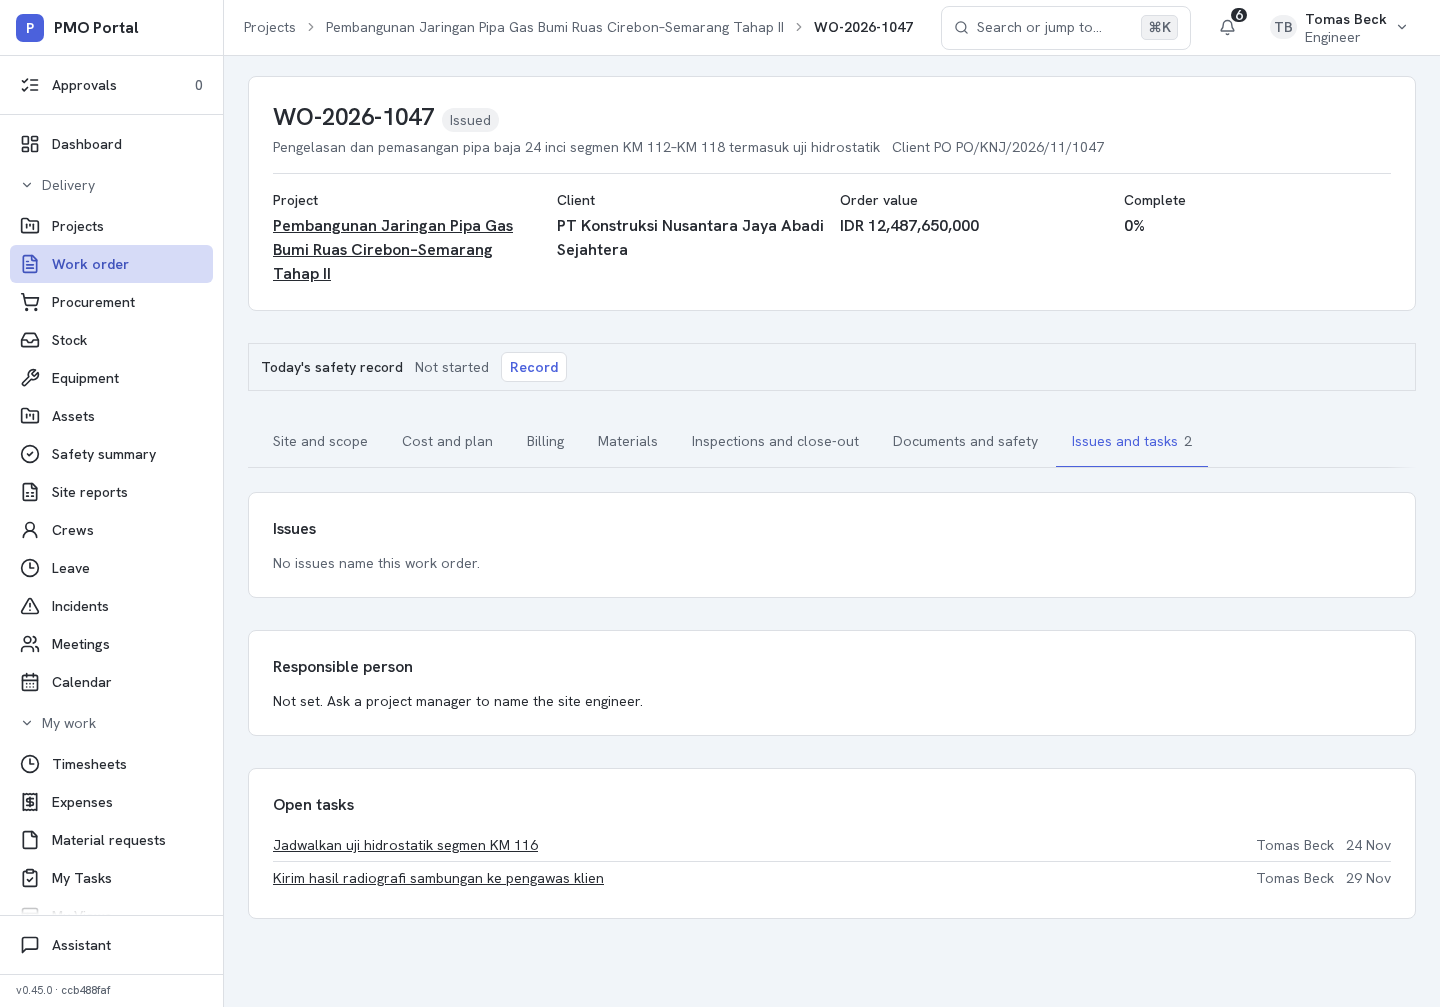 P PMO Portal
Projects > Pembangunan Jaringan Pipa Gas Bumi Ruas Cirebon–Semarang Tahap II > WO-2026-1047
Search or jump to... ⌘K
6
TB Tomas Beck
Engineer
Approvals 0
Dashboard
Delivery
Projects
Work order
Procurement
Stock
Equipment
Assets
Safety summary
Site reports
Crews
Leave
Incidents
Meetings
Calendar
My work
Timesheets
Expenses
Material requests
My Tasks
Assistant
v0.45.0 · ccb488faf
WO-2026-1047 Issued
Pengelasan dan pemasangan pipa baja 24 inci segmen KM 112–KM 118 termasuk uji hidrostatik Client PO PO/KNJ/2026/11/1047
Project
Pembangunan Jaringan Pipa Gas
Bumi Ruas Cirebon–Semarang
Tahap II
Client
PT Konstruksi Nusantara Jaya Abadi
Sejahtera
Order value
IDR 12,487,650,000
Complete
0%
Today's safety record Not started Record
Site and scope Cost and plan Billing Materials Inspections and close-out Documents and safety Issues and tasks 2
Issues
No issues name this work order.
Responsible person
Not set. Ask a project manager to name the site engineer.
Open tasks
Jadwalkan uji hidrostatik segmen KM 116 Tomas Beck 24 Nov
Kirim hasil radiografi sambungan ke pengawas klien Tomas Beck 29 Nov